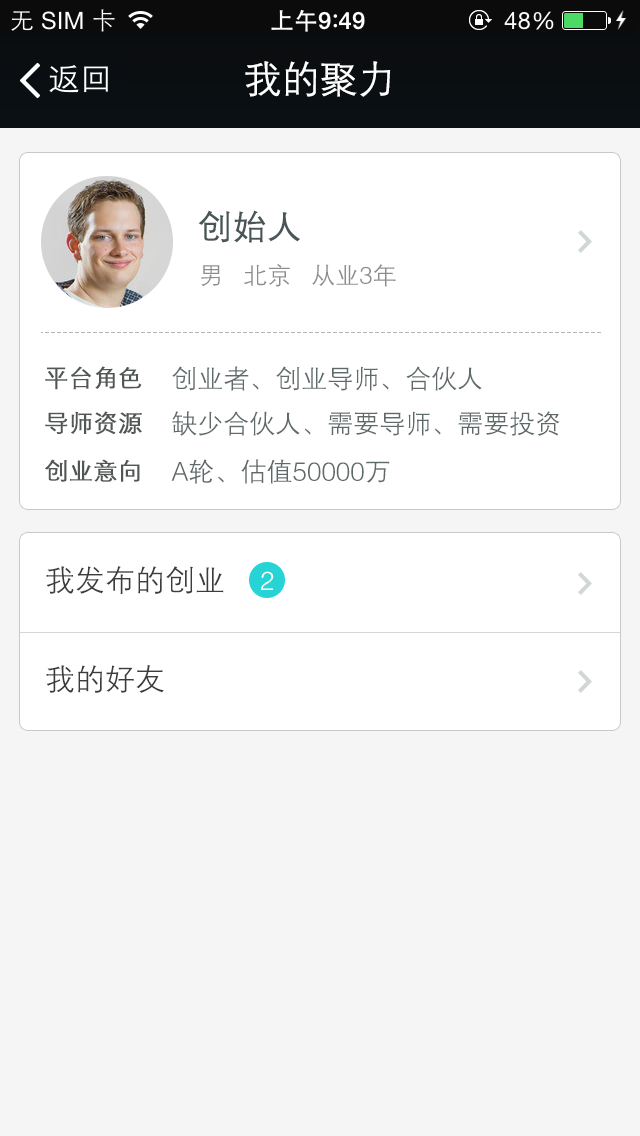 无 SIM 卡 上午9:49 48%
返回 我的聚力
创始人
男 北京 从业3年
平台角色 创业者、创业导师、合伙人
导师资源 缺少合伙人、需要导师、需要投资
创业意向 A轮、估值50000万
我发布的创业 2
我的好友